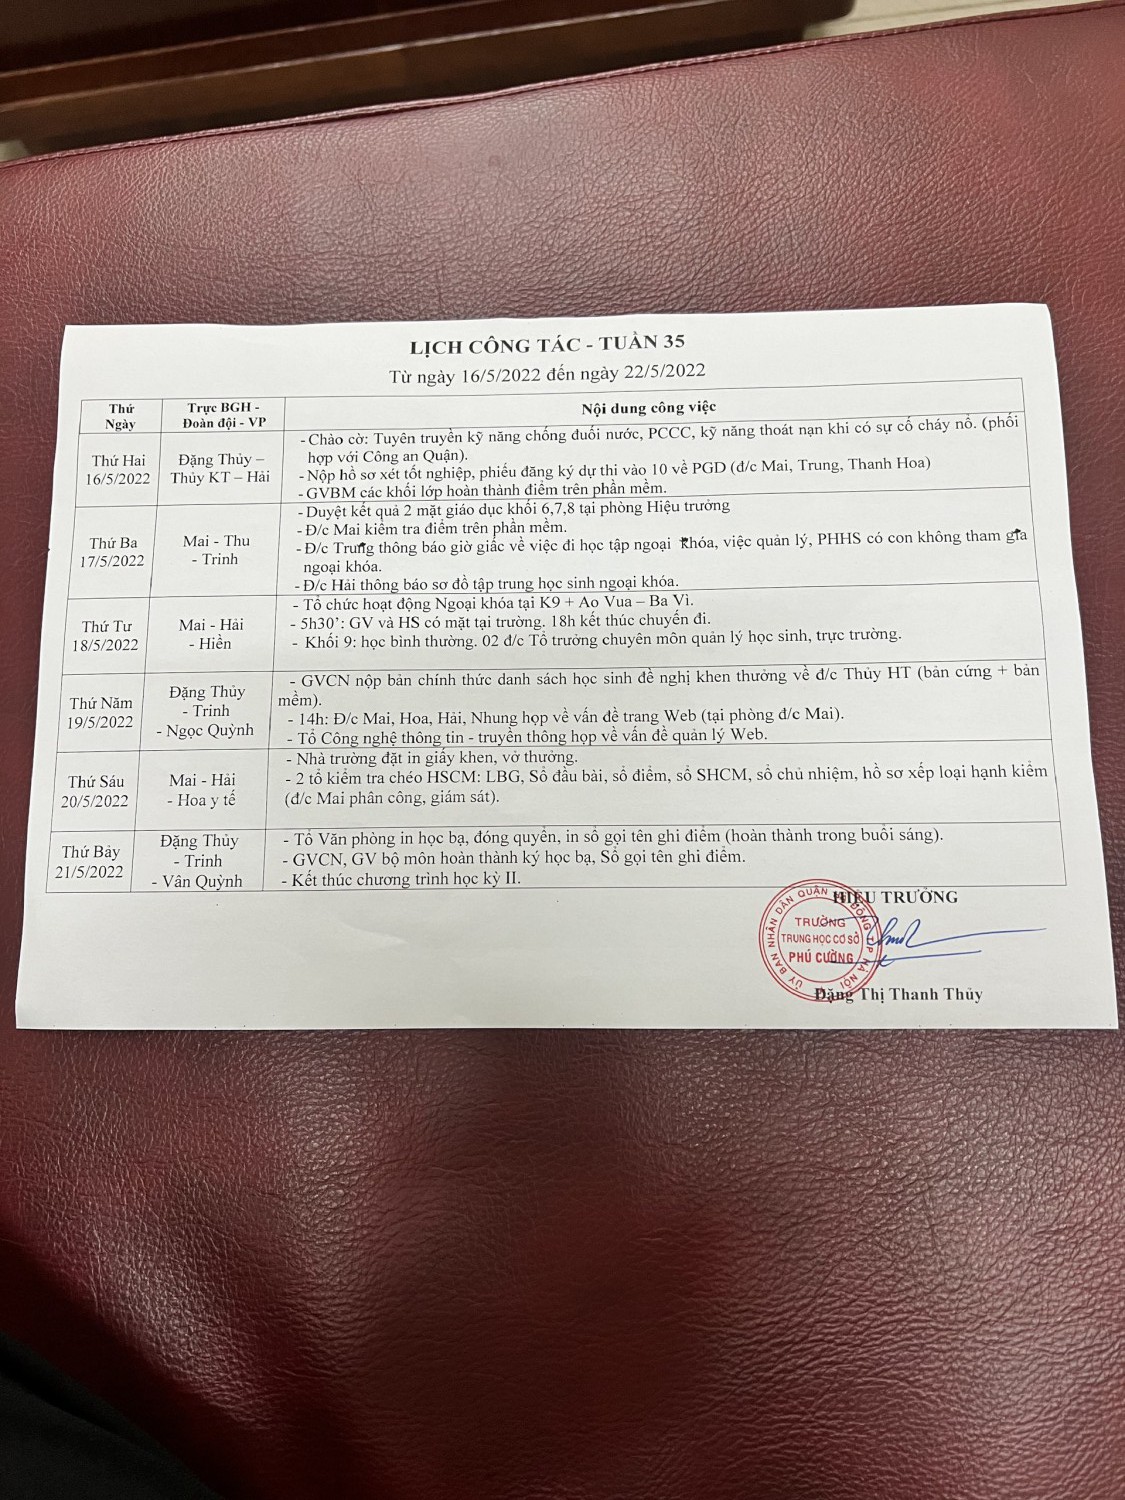 LỊCH CÔNG TÁC - TUẦN 35
Từ ngày 16/5/2022 đến ngày 22/5/2022
Thứ
Ngày
Trực BGH -
Đoàn đội - VP
Nội dung công việc
Thứ Hai
16/5/2022
Đặng Thủy –
Thủy KT – Hải
- Chào cờ: Tuyên truyền kỹ năng chống đuối nước, PCCC, kỹ năng thoát nạn khi có sự cố cháy nổ. (phối
hợp với Công an Quận).
- Nộp hồ sơ xét tốt nghiệp, phiếu đăng ký dự thi vào 10 về PGD (đ/c Mai, Trung, Thanh Hoa)
- GVBM các khối lớp hoàn thành điểm trên phần mềm.
Thứ Ba
17/5/2022
Mai - Thu
- Trinh
- Duyệt kết quả 2 mặt giáo dục khối 6,7,8 tại phòng Hiệu trưởng
- Đ/c Mai kiểm tra điểm trên phần mềm.
- Đ/c Trung thông báo giờ giấc về việc đi học tập ngoại khóa, việc quản lý, PHHS có con không tham gia
ngoại khóa.
- Đ/c Hải thông báo sơ đồ tập trung học sinh ngoại khóa.
Thứ Tư
18/5/2022
Mai - Hải
- Hiền
- Tổ chức hoạt động Ngoại khóa tại K9 + Ao Vua – Ba Vì.
- 5h30’: GV và HS có mặt tại trường. 18h kết thúc chuyến đi.
- Khối 9: học bình thường. 02 đ/c Tổ trưởng chuyên môn quản lý học sinh, trực trường.
Thứ Năm
19/5/2022
Đặng Thủy
- Trinh
- Ngọc Quỳnh
- GVCN nộp bản chính thức danh sách học sinh đề nghị khen thưởng về đ/c Thủy HT (bản cứng + bản
mềm).
- 14h: Đ/c Mai, Hoa, Hải, Nhung họp về vấn đề trang Web (tại phòng đ/c Mai).
- Tổ Công nghệ thông tin - truyền thông họp về vấn đề quản lý Web.
Thứ Sáu
20/5/2022
Mai - Hải
- Hoa y tế
- Nhà trường đặt in giấy khen, vở thưởng.
- 2 tổ kiểm tra chéo HSCM: LBG, Sổ đầu bài, sổ điểm, sổ SHCM, sổ chủ nhiệm, hồ sơ xếp loại hạnh kiểm
(đ/c Mai phân công, giám sát).
Thứ Bảy
21/5/2022
Đặng Thủy
- Trinh
- Vân Quỳnh
- Tổ Văn phòng in học bạ, đóng quyển, in sổ gọi tên ghi điểm (hoàn thành trong buổi sáng).
- GVCN, GV bộ môn hoàn thành ký học bạ, Sổ gọi tên ghi điểm.
- Kết thúc chương trình học kỳ II.
HIỆU TRƯỞNG
ỦY BAN NHÂN DÂN QUẬN HÀ ĐÔNG TP HÀ NỘI
TRƯỜNG
TRUNG HỌC CƠ SỞ
PHÚ CƯỜNG
Đặng Thị Thanh Thủy